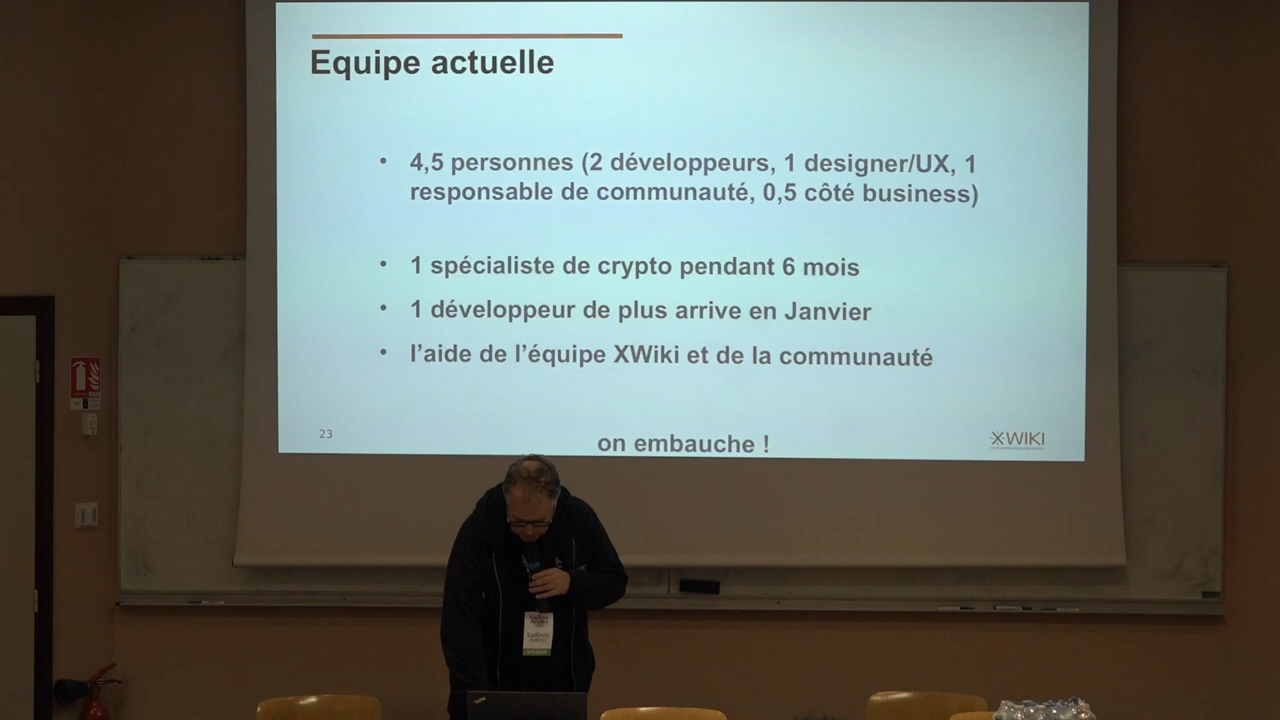 Equipe actuelle
• 4,5 personnes (2 développeurs, 1 designer/UX, 1
responsable de communauté, 0,5 côté business)
• 1 spécialiste de crypto pendant 6 mois
• 1 développeur de plus arrive en Janvier
• l’aide de l’équipe XWiki et de la communauté
23
on embauche !
XWIKI
Ludovic